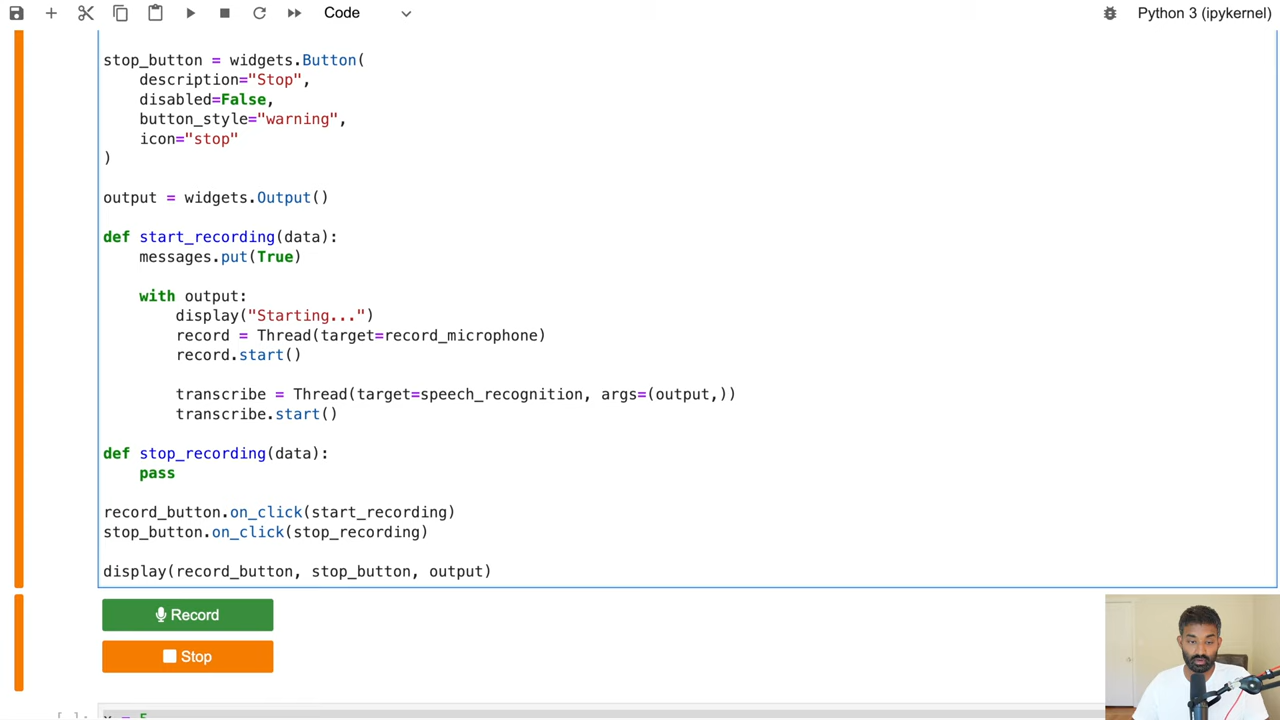 Code
Python 3 (ipykernel)
stop_button = widgets.Button(
description="Stop",
disabled=False,
button_style="warning",
icon="stop"
)
output = widgets.Output()
def start_recording(data):
messages.put(True)
with output:
display("Starting...")
record = Thread(target=record_microphone)
record.start()
transcribe = Thread(target=speech_recognition, args=(output,))
transcribe.start()
def stop_recording(data):
pass
record_button.on_click(start_recording)
stop_button.on_click(stop_recording)
display(record_button, stop_button, output)
Record
Stop